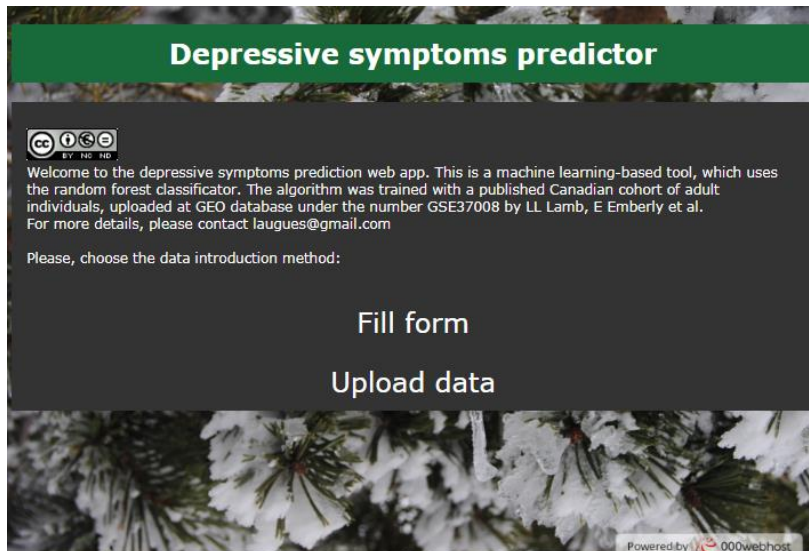 Depressive symptoms predictor
cc
BY NC ND
Welcome to the depressive symptoms prediction web app. This is a machine learning-based tool, which uses
the random forest classificator. The algorithm was trained with a published Canadian cohort of adult
individuals, uploaded at GEO database under the number GSE37008 by LL Lamb, E Emberly et al.
For more details, please contact laugues@gmail.com
Please, choose the data introduction method:
Fill form
Upload data
Powered by 000webhost